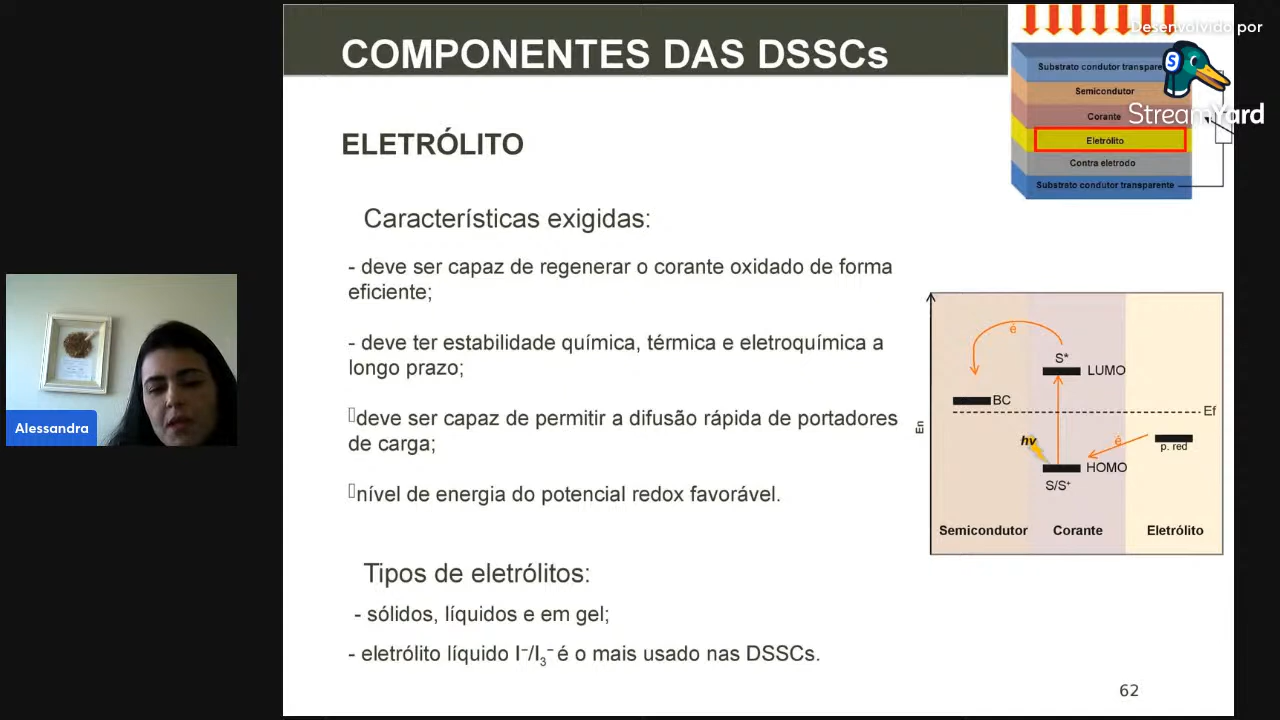 COMPONENTES DAS DSSCs
Desenvolvido por
StreamYard
Substrato condutor transparente
Semicondutor
Corante
Eletrólito
Contra eletrodo
Substrato condutor transparente
ELETRÓLITO
Características exigidas:
- deve ser capaz de regenerar o corante oxidado de forma
eficiente;
- deve ter estabilidade química, térmica e eletroquímica a
longo prazo;
deve ser capaz de permitir a difusão rápida de portadores
de carga;
nível de energia do potencial redox favorável.
Tipos de eletrólitos:
- sólidos, líquidos e em gel;
- eletrólito líquido I⁻/I₃⁻ é o mais usado nas DSSCs.
En
é
S*
LUMO
BC
Ef
hv
é
p. red
HOMO
S/S⁺
Semicondutor
Corante
Eletrólito
62
Alessandra